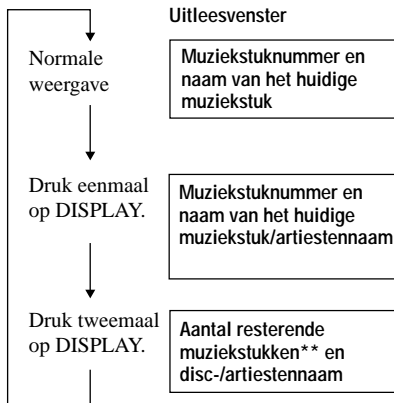 Uitleesvenster
Normale
weergave
Muziekstuknummer en
naam van het huidige
muziekstuk
Druk eenmaal
op DISPLAY.
Muziekstuknummer en
naam van het huidige
muziekstuk/artiestennaam
Druk tweemaal
op DISPLAY.
Aantal resterende
muziekstukken** en
disc-/artiestennaam